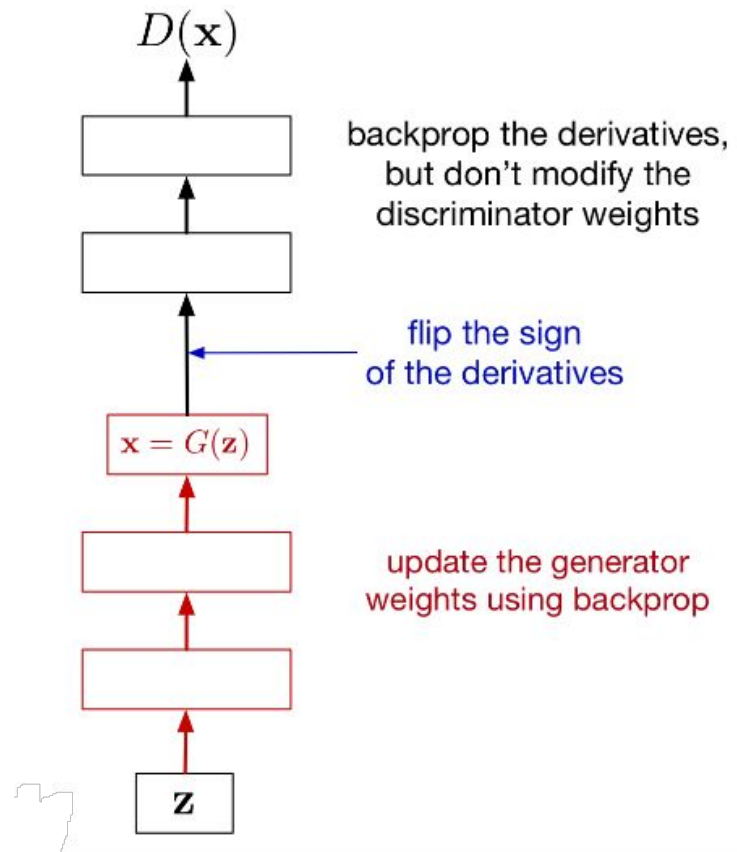 D(x)
backprop the derivatives,
but don't modify the
discriminator weights
flip the sign
of the derivatives
x = G(z)
update the generator
weights using backprop
z